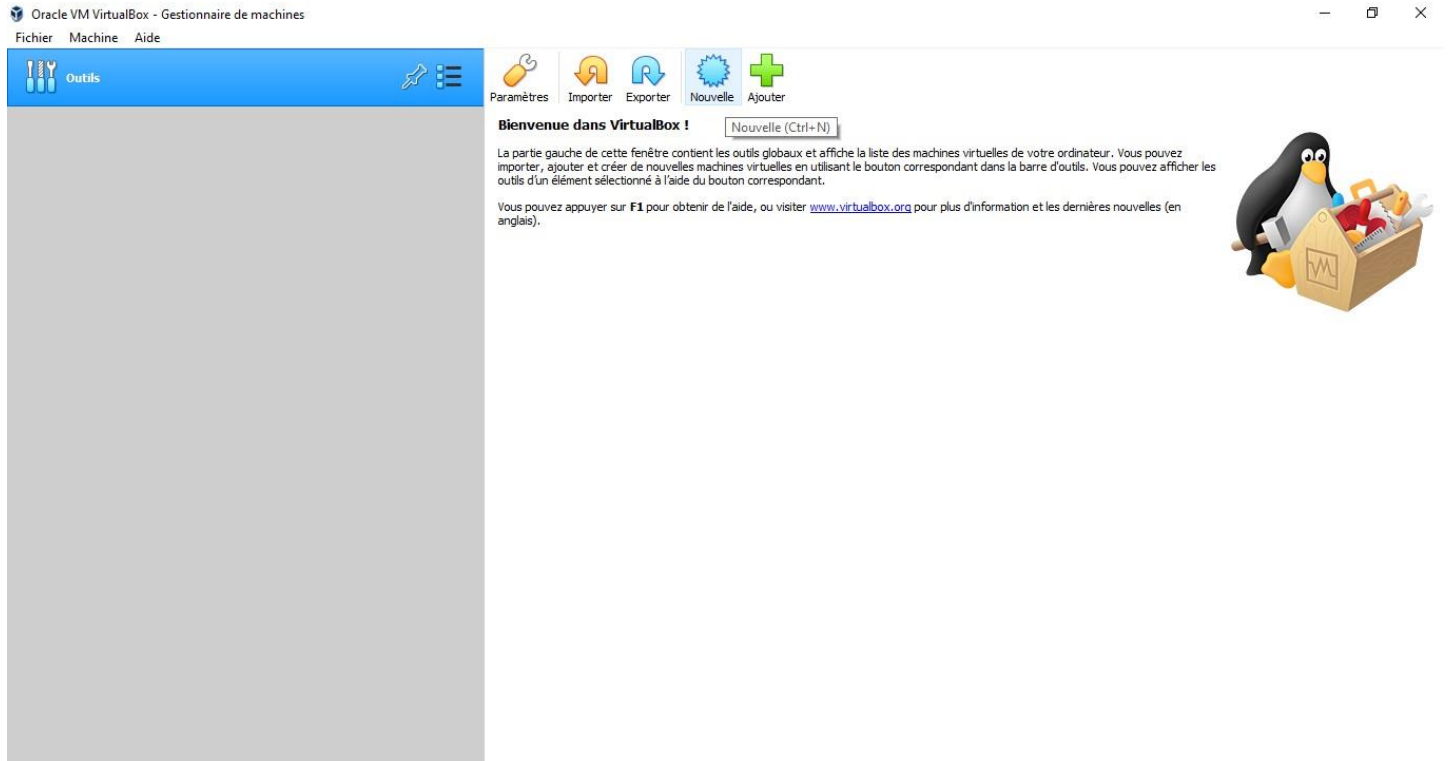 Oracle VM VirtualBox - Gestionnaire de machines
Fichier Machine Aide
Outils
Paramètres Importer Exporter Nouvelle Ajouter
Bienvenue dans VirtualBox !
Nouvelle (Ctrl+N)
La partie gauche de cette fenêtre contient les outils globaux et affiche la liste des machines virtuelles de votre ordinateur. Vous pouvez
importer, ajouter et créer de nouvelles machines virtuelles en utilisant le bouton correspondant dans la barre d'outils. Vous pouvez afficher les
outils d'un élément sélectionné à l'aide du bouton correspondant.
Vous pouvez appuyer sur F1 pour obtenir de l'aide, ou visiter www.virtualbox.org pour plus d'information et les dernières nouvelles (en
anglais).